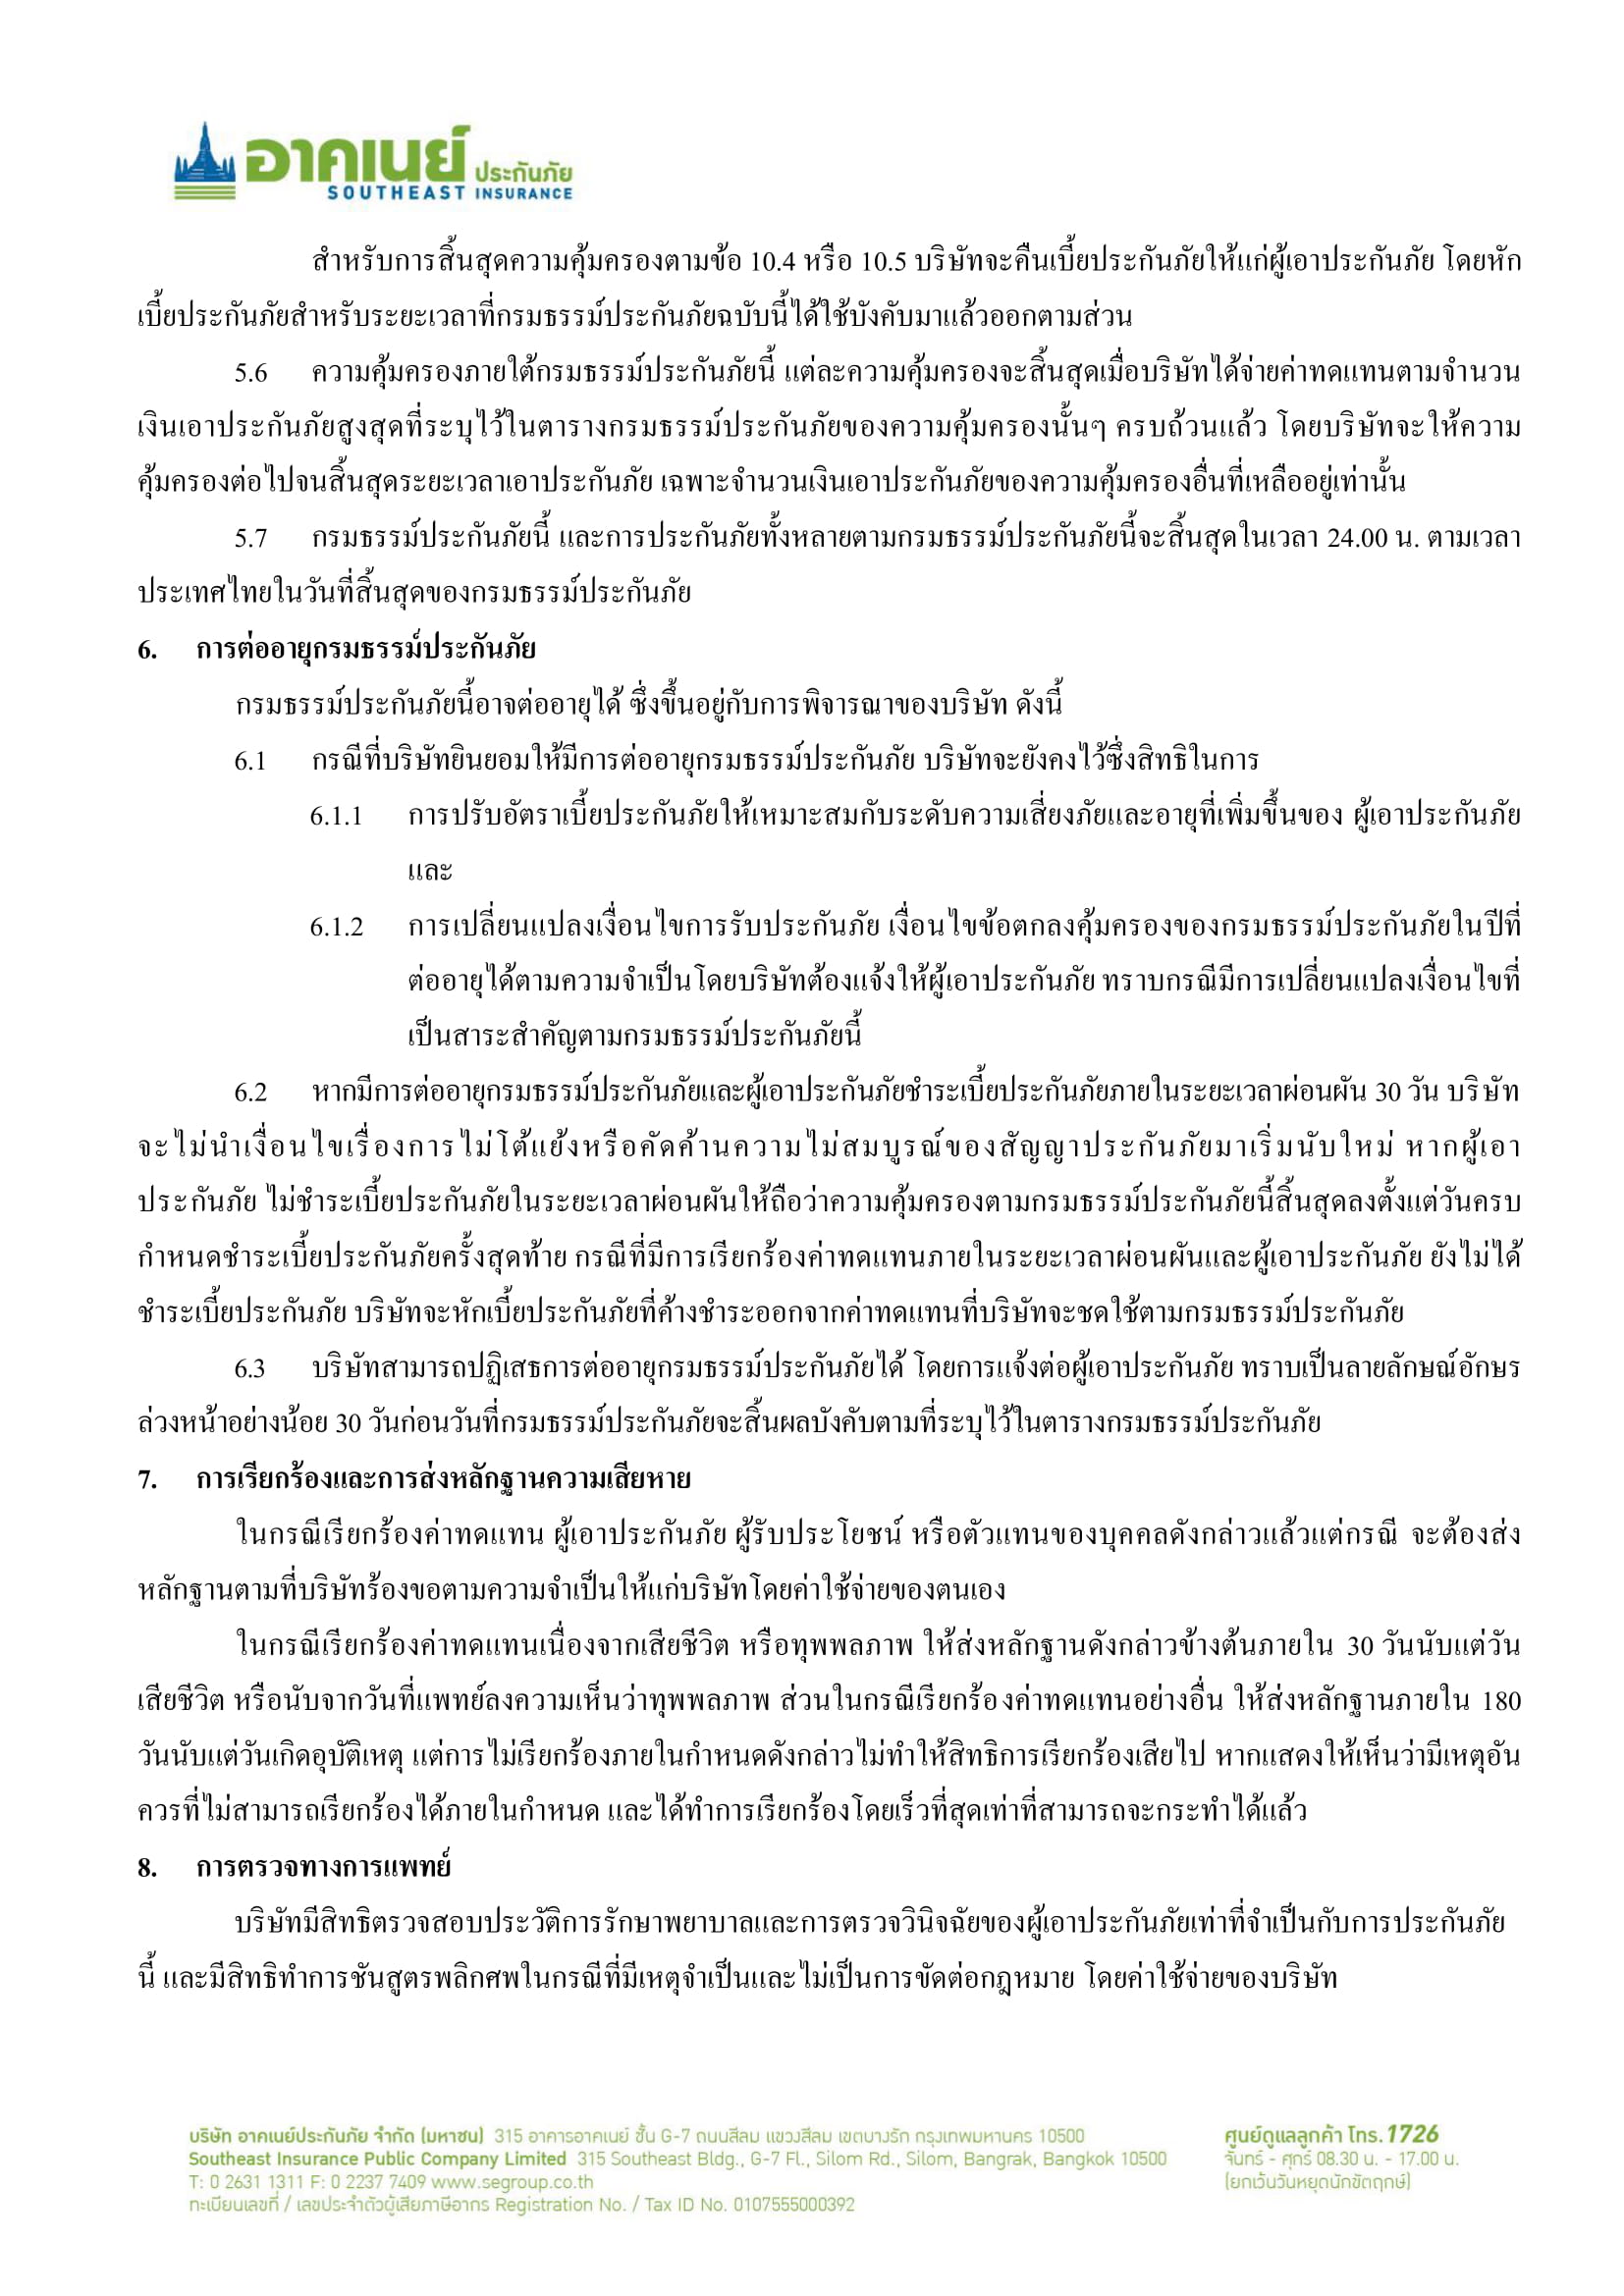 อาคเนย์ ประกันภัย
SOUTHEAST INSURANCE
สำหรับการสิ้นสุดความคุ้มครองตามข้อ 10.4 หรือ 10.5 บริษัทจะคืนเบี้ยประกันภัยให้แก่ผู้เอาประกันภัย โดยหัก
เบี้ยประกันภัยสำหรับระยะเวลาที่กรมธรรม์ประกันภัยฉบับนี้ได้ใช้บังคับมาแล้วออกตามส่วน
5.6 ความคุ้มครองภายใต้กรมธรรม์ประกันภัยนี้ แต่ละความคุ้มครองจะสิ้นสุดเมื่อบริษัทได้จ่ายค่าทดแทนตามจำนวน
เงินเอาประกันภัยสูงสุดที่ระบุไว้ในตารางกรมธรรม์ประกันภัยของความคุ้มครองนั้นๆ ครบถ้วนแล้ว โดยบริษัทจะให้ความ
คุ้มครองต่อไปจนสิ้นสุดระยะเวลาเอาประกันภัย เฉพาะจำนวนเงินเอาประกันภัยของความคุ้มครองอื่นที่เหลืออยู่เท่านั้น
5.7 กรมธรรม์ประกันภัยนี้ และการประกันภัยทั้งหลายตามกรมธรรม์ประกันภัยนี้จะสิ้นสุดในเวลา 24.00 น. ตามเวลา
ประเทศไทยในวันที่สิ้นสุดของกรมธรรม์ประกันภัย
6. การต่ออายุกรมธรรม์ประกันภัย
กรมธรรม์ประกันภัยนี้อาจต่ออายุได้ ซึ่งขึ้นอยู่กับการพิจารณาของบริษัท ดังนี้
6.1 กรณีที่บริษัทยินยอมให้มีการต่ออายุกรมธรรม์ประกันภัย บริษัทจะยังคงไว้ซึ่งสิทธิในการ
6.1.1 การปรับอัตราเบี้ยประกันภัยให้เหมาะสมกับระดับความเสี่ยงภัยและอายุที่เพิ่มขึ้นของ ผู้เอาประกันภัย
และ
6.1.2 การเปลี่ยนแปลงเงื่อนไขการรับประกันภัย เงื่อนไขข้อตกลงคุ้มครองของกรมธรรม์ประกันภัยในปีที่
ต่ออายุได้ตามความจำเป็นโดยบริษัทต้องแจ้งให้ผู้เอาประกันภัย ทราบกรณีมีการเปลี่ยนแปลงเงื่อนไขที่
เป็นสาระสำคัญตามกรมธรรม์ประกันภัยนี้
6.2 หากมีการต่ออายุกรมธรรม์ประกันภัยและผู้เอาประกันภัยชำระเบี้ยประกันภัยภายในระยะเวลาผ่อนผัน 30 วัน บริษัท
จะไม่นำเงื่อนไขเรื่องการไม่โต้แย้งหรือคัดค้านความไม่สมบูรณ์ของสัญญาประกันภัยมาเริ่มนับใหม่ หากผู้เอา
ประกันภัย ไม่ชำระเบี้ยประกันภัยในระยะเวลาผ่อนผันให้ถือว่าความคุ้มครองตามกรมธรรม์ประกันภัยนี้สิ้นสุดลงตั้งแต่วันครบ
กำหนดชำระเบี้ยประกันภัยครั้งสุดท้าย กรณีที่มีการเรียกร้องค่าทดแทนภายในระยะเวลาผ่อนผันและผู้เอาประกันภัย ยังไม่ได้
ชำระเบี้ยประกันภัย บริษัทจะหักเบี้ยประกันภัยที่ค้างชำระออกจากค่าทดแทนที่บริษัทจะชดใช้ตามกรมธรรม์ประกันภัย
6.3 บริษัทสามารถปฏิเสธการต่ออายุกรมธรรม์ประกันภัยได้ โดยการแจ้งต่อผู้เอาประกันภัย ทราบเป็นลายลักษณ์อักษร
ล่วงหน้าอย่างน้อย 30 วันก่อนวันที่กรมธรรม์ประกันภัยจะสิ้นผลบังคับตามที่ระบุไว้ในตารางกรมธรรม์ประกันภัย
7. การเรียกร้องและการส่งหลักฐานความเสียหาย
ในกรณีเรียกร้องค่าทดแทน ผู้เอาประกันภัย ผู้รับประโยชน์ หรือตัวแทนของบุคคลดังกล่าวแล้วแต่กรณี จะต้องส่ง
หลักฐานตามที่บริษัทร้องขอตามความจำเป็นให้แก่บริษัทโดยค่าใช้จ่ายของตนเอง
ในกรณีเรียกร้องค่าทดแทนเนื่องจากเสียชีวิต หรือทุพพลภาพ ให้ส่งหลักฐานดังกล่าวข้างต้นภายใน 30 วันนับแต่วัน
เสียชีวิต หรือนับจากวันที่แพทย์ลงความเห็นว่าทุพพลภาพ ส่วนในกรณีเรียกร้องค่าทดแทนอย่างอื่น ให้ส่งหลักฐานภายใน 180
วันนับแต่วันเกิดอุบัติเหตุ แต่การไม่เรียกร้องภายในกำหนดดังกล่าวไม่ทำให้สิทธิการเรียกร้องเสียไป หากแสดงให้เห็นว่ามีเหตุอัน
ควรที่ไม่สามารถเรียกร้องได้ภายในกำหนด และได้ทำการเรียกร้องโดยเร็วที่สุดเท่าที่สามารถจะกระทำได้แล้ว
8. การตรวจทางการแพทย์
บริษัทมีสิทธิตรวจสอบประวัติการรักษาพยาบาลและการตรวจวินิจฉัยของผู้เอาประกันภัยเท่าที่จำเป็นกับการประกันภัย
นี้ และมีสิทธิทำการชันสูตรพลิกศพในกรณีที่มีเหตุจำเป็นและไม่เป็นการขัดต่อกฎหมาย โดยค่าใช้จ่ายของบริษัท
บริษัท อาคเนย์ประกันภัย จำกัด (มหาชน) 315 อาคารอาคเนย์ ชั้น G-7 ถนนสีลม แขวงสีลม เขตบางรัก กรุงเทพมหานคร 10500
Southeast Insurance Public Company Limited 315 Southeast Bldg., G-7 Fl., Silom Rd., Silom, Bangrak, Bangkok 10500
T: 0 2631 1311 F: 0 2237 7409 www.segroup.co.th
ทะเบียนเลขที่ / เลขประจำตัวผู้เสียภาษีอากร Registration No. / Tax ID No. 0107555000392
ศูนย์ดูแลลูกค้า โทร.1726
จันทร์ - ศุกร์ 08.30 น. - 17.00 น.
(ยกเว้นวันหยุดนักขัตฤกษ์)